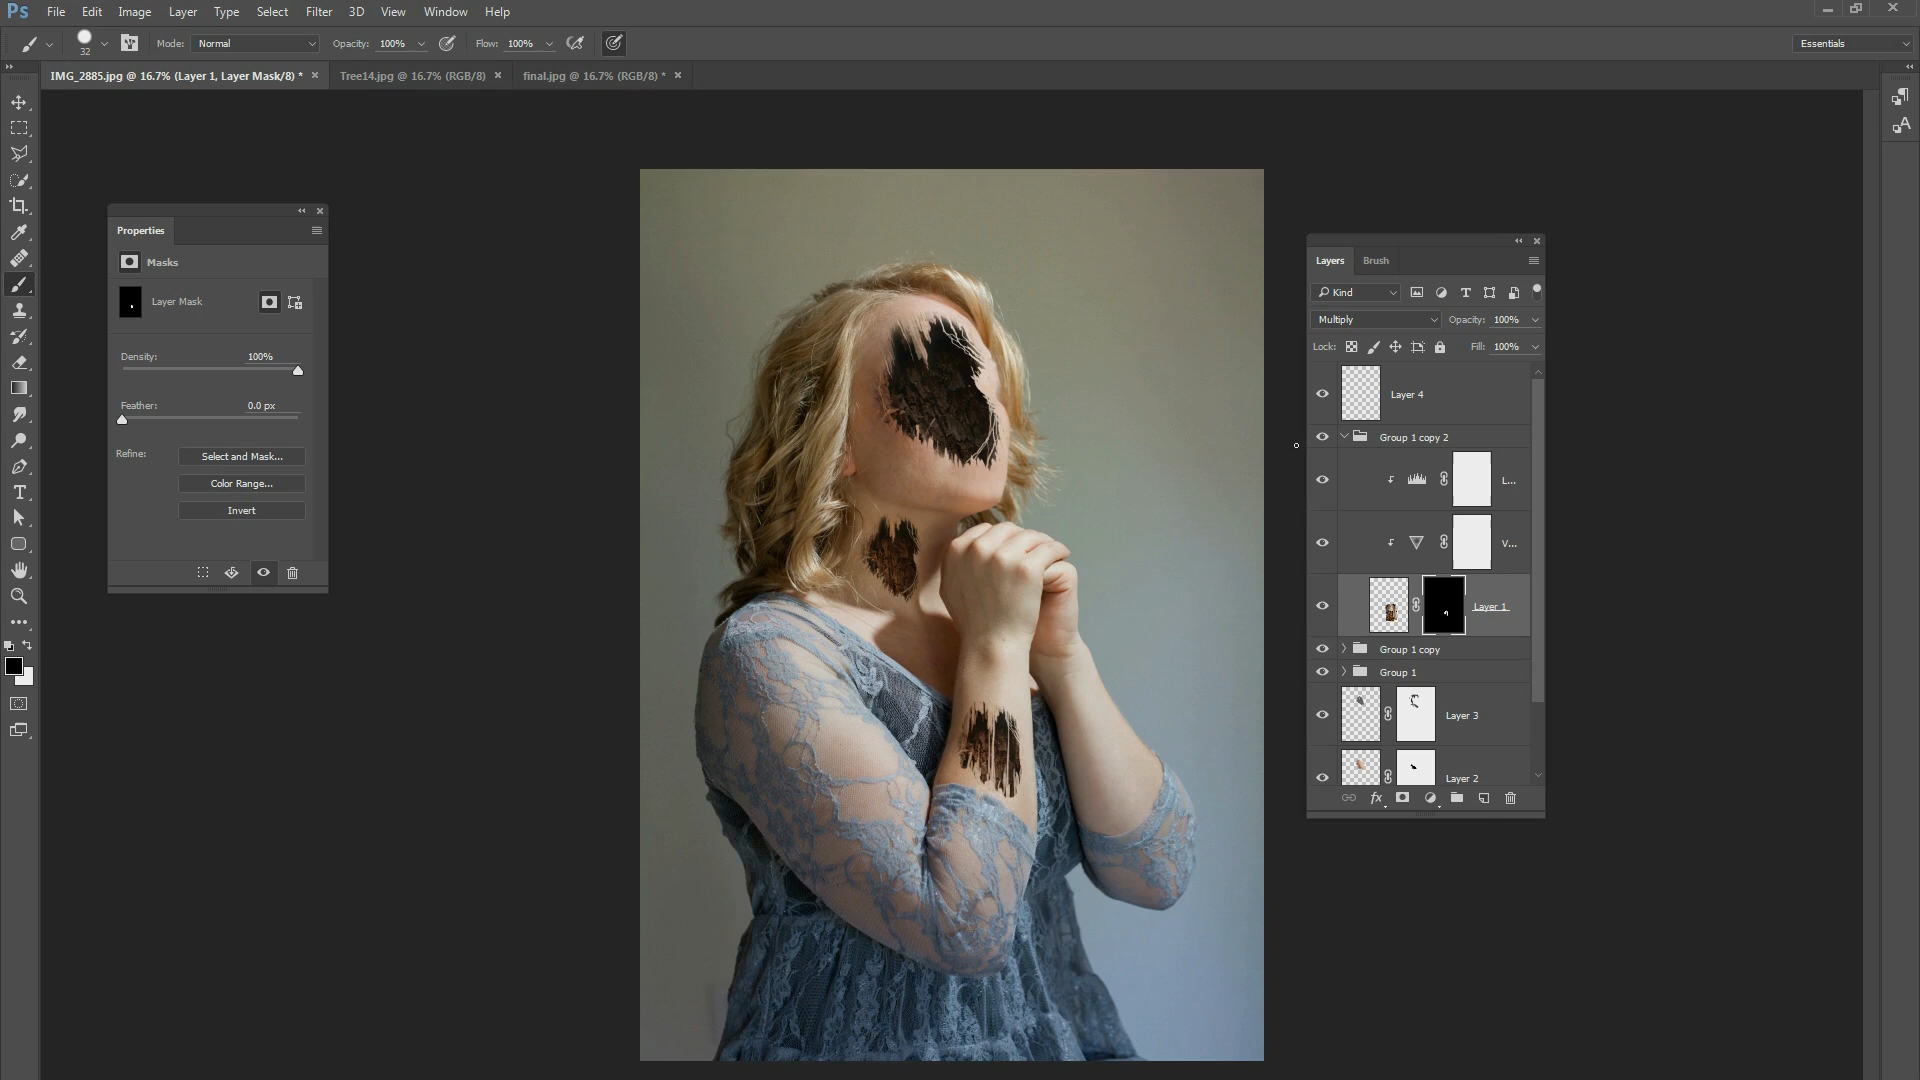 Ps File Edit Image Layer Type Select Filter 3D View Window Help
32 Mode: Normal Opacity: 100% Flow: 100% Essentials
IMG_2885.jpg @ 16.7% (Layer 1, Layer Mask/8) * Tree14.jpg @ 16.7% (RGB/8) final.jpg @ 16.7% (RGB/8) *
Properties
Masks
Layer Mask
Density: 100%
Feather: 0.0 px
Refine: Select and Mask...
Color Range...
Invert
Layers Brush
Kind
Multiply Opacity: 100%
Lock: Fill: 100%
Layer 4
Group 1 copy 2
L...
V...
Layer 1
Group 1 copy
Group 1
Layer 3
Layer 2
fx